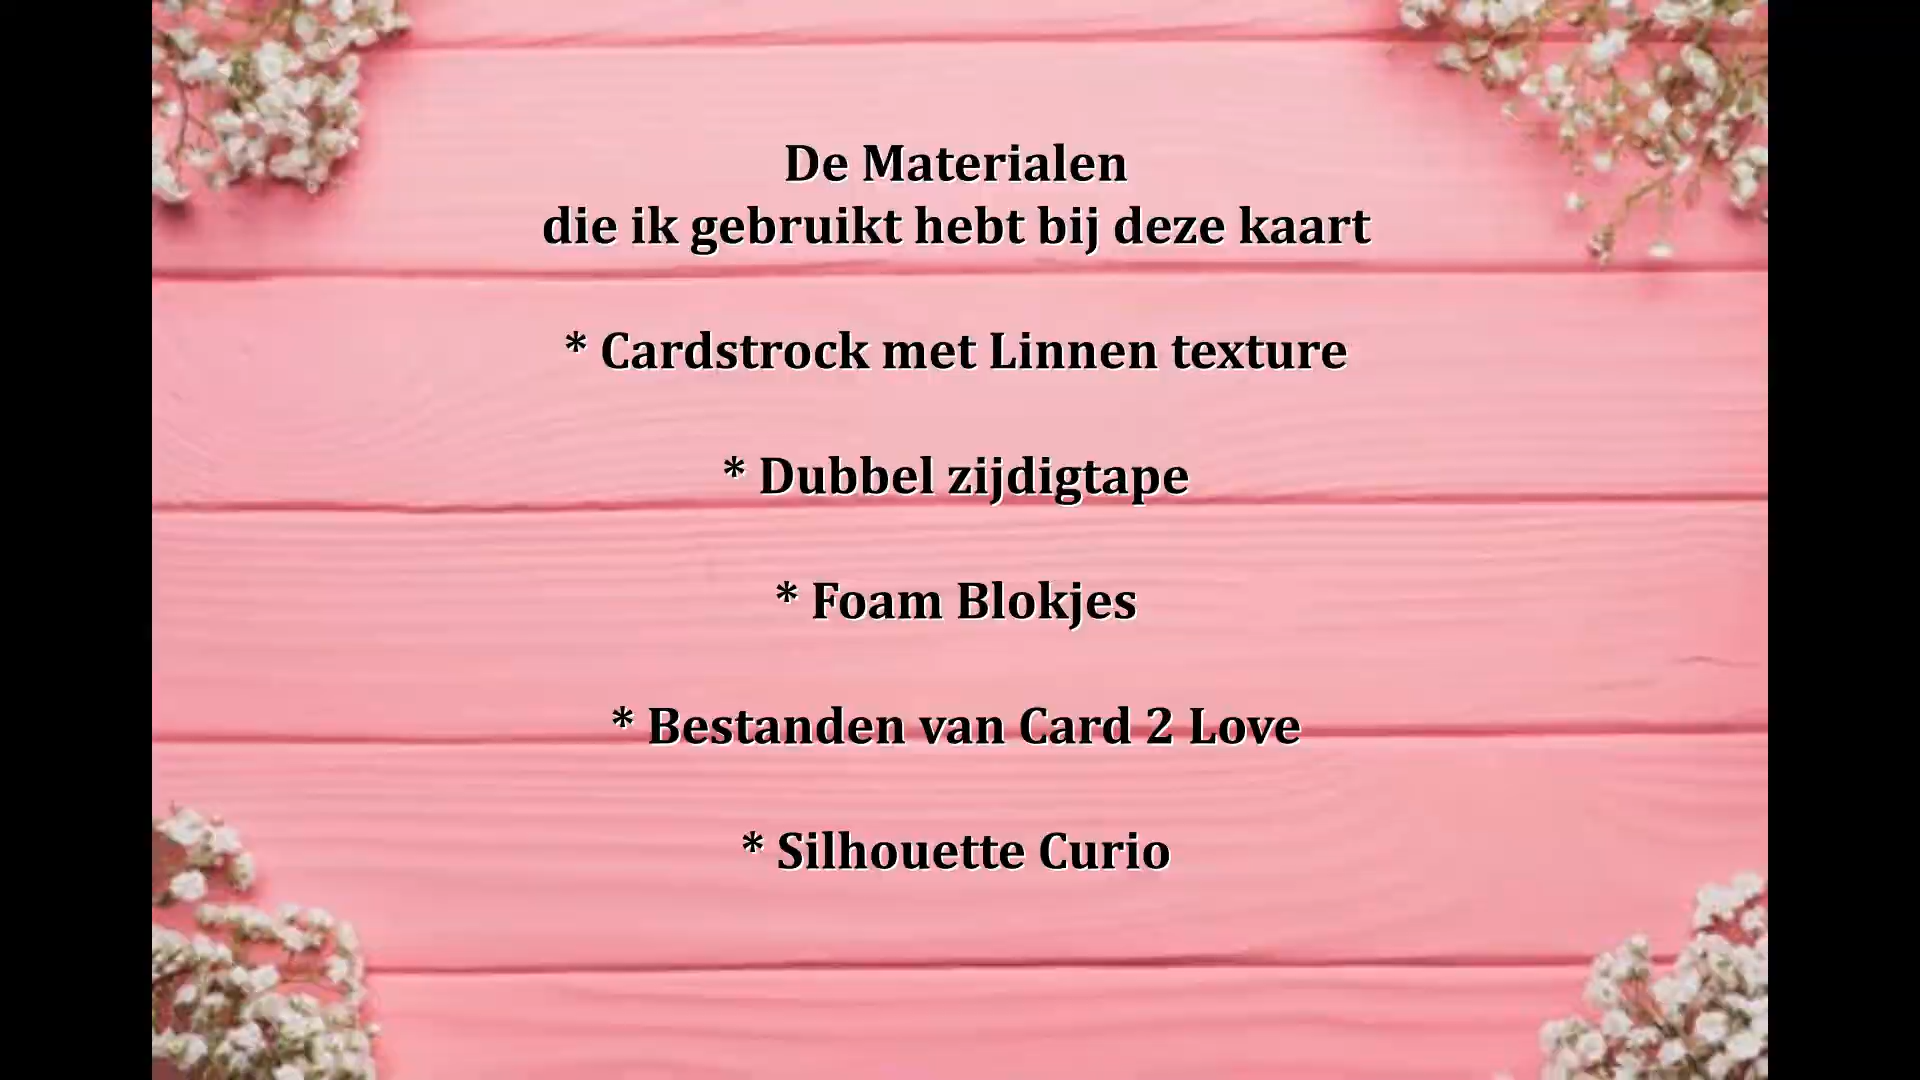 De Materialen
die ik gebruikt hebt bij deze kaart
* Cardstrock met Linnen texture
* Dubbel zijdigtape
* Foam Blokjes
* Bestanden van Card 2 Love
* Silhouette Curio